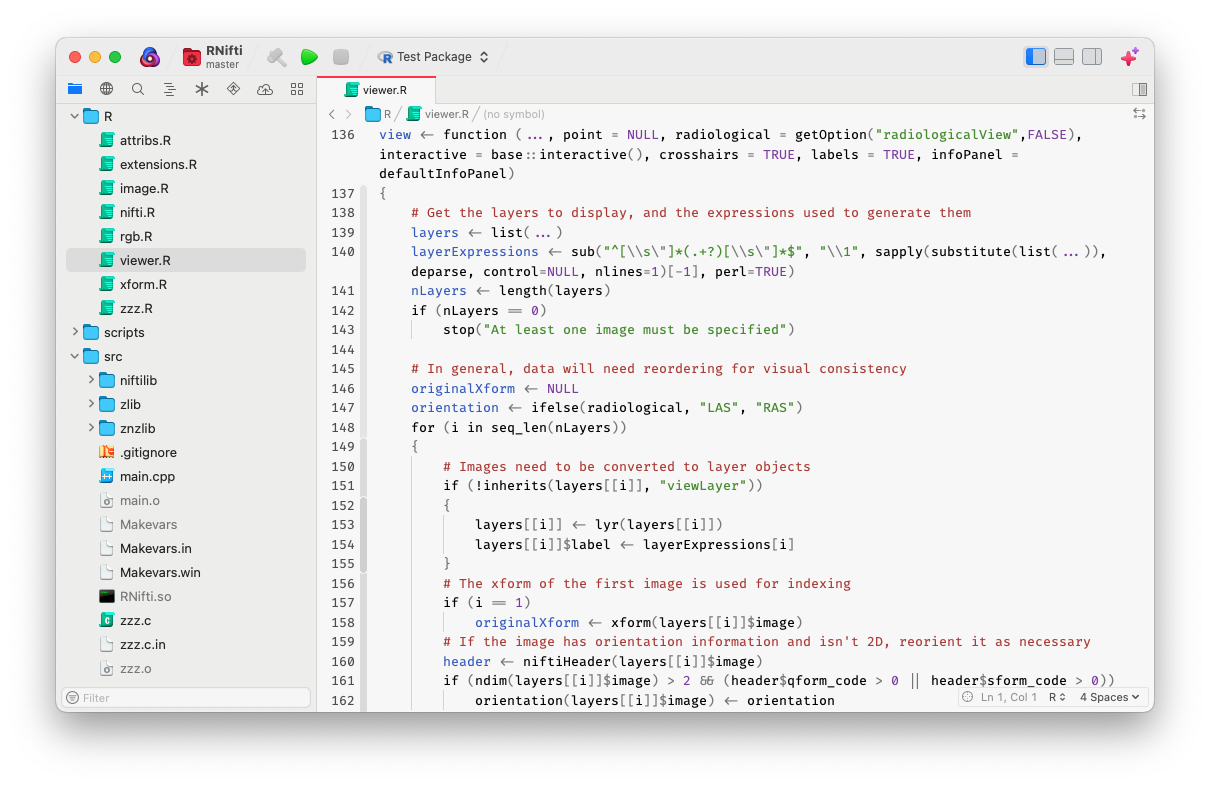 RNifti
master
Test Package
viewer.R
R
attribs.R
extensions.R
image.R
nifti.R
rgb.R
viewer.R
xform.R
zzz.R
scripts
src
niftilib
zlib
znzlib
.gitignore
main.cpp
main.o
Makevars
Makevars.in
Makevars.win
RNifti.so
zzz.c
zzz.c.in
zzz.o
Filter
R / viewer.R / (no symbol)
136 view <- function (..., point = NULL, radiological = getOption("radiologicalView",FALSE),
interactive = base::interactive(), crosshairs = TRUE, labels = TRUE, infoPanel =
defaultInfoPanel)
137 {
138     # Get the layers to display, and the expressions used to generate them
139     layers <- list(...)
140     layerExpressions <- sub("^[\\s\"]*(.+?)[\\s\"]*$", "\\1", sapply(substitute(list(...)),
    deparse, control=NULL, nlines=1)[-1], perl=TRUE)
141     nLayers <- length(layers)
142     if (nLayers == 0)
143         stop("At least one image must be specified")
144
145     # In general, data will need reordering for visual consistency
146     originalXform <- NULL
147     orientation <- ifelse(radiological, "LAS", "RAS")
148     for (i in seq_len(nLayers))
149     {
150         # Images need to be converted to layer objects
151         if (!inherits(layers[[i]], "viewLayer"))
152         {
153             layers[[i]] <- lyr(layers[[i]])
154             layers[[i]]$label <- layerExpressions[i]
155         }
156         # The xform of the first image is used for indexing
157         if (i == 1)
158             originalXform <- xform(layers[[i]]$image)
159         # If the image has orientation information and isn't 2D, reorient it as necessary
160         header <- niftiHeader(layers[[i]]$image)
161         if (ndim(layers[[i]]$image) > 2 && (header$qform_code > 0 || header$sform_code > 0))
162             orientation(layers[[i]]$image) <- orientation
Ln 1, Col 1 R 4 Spaces